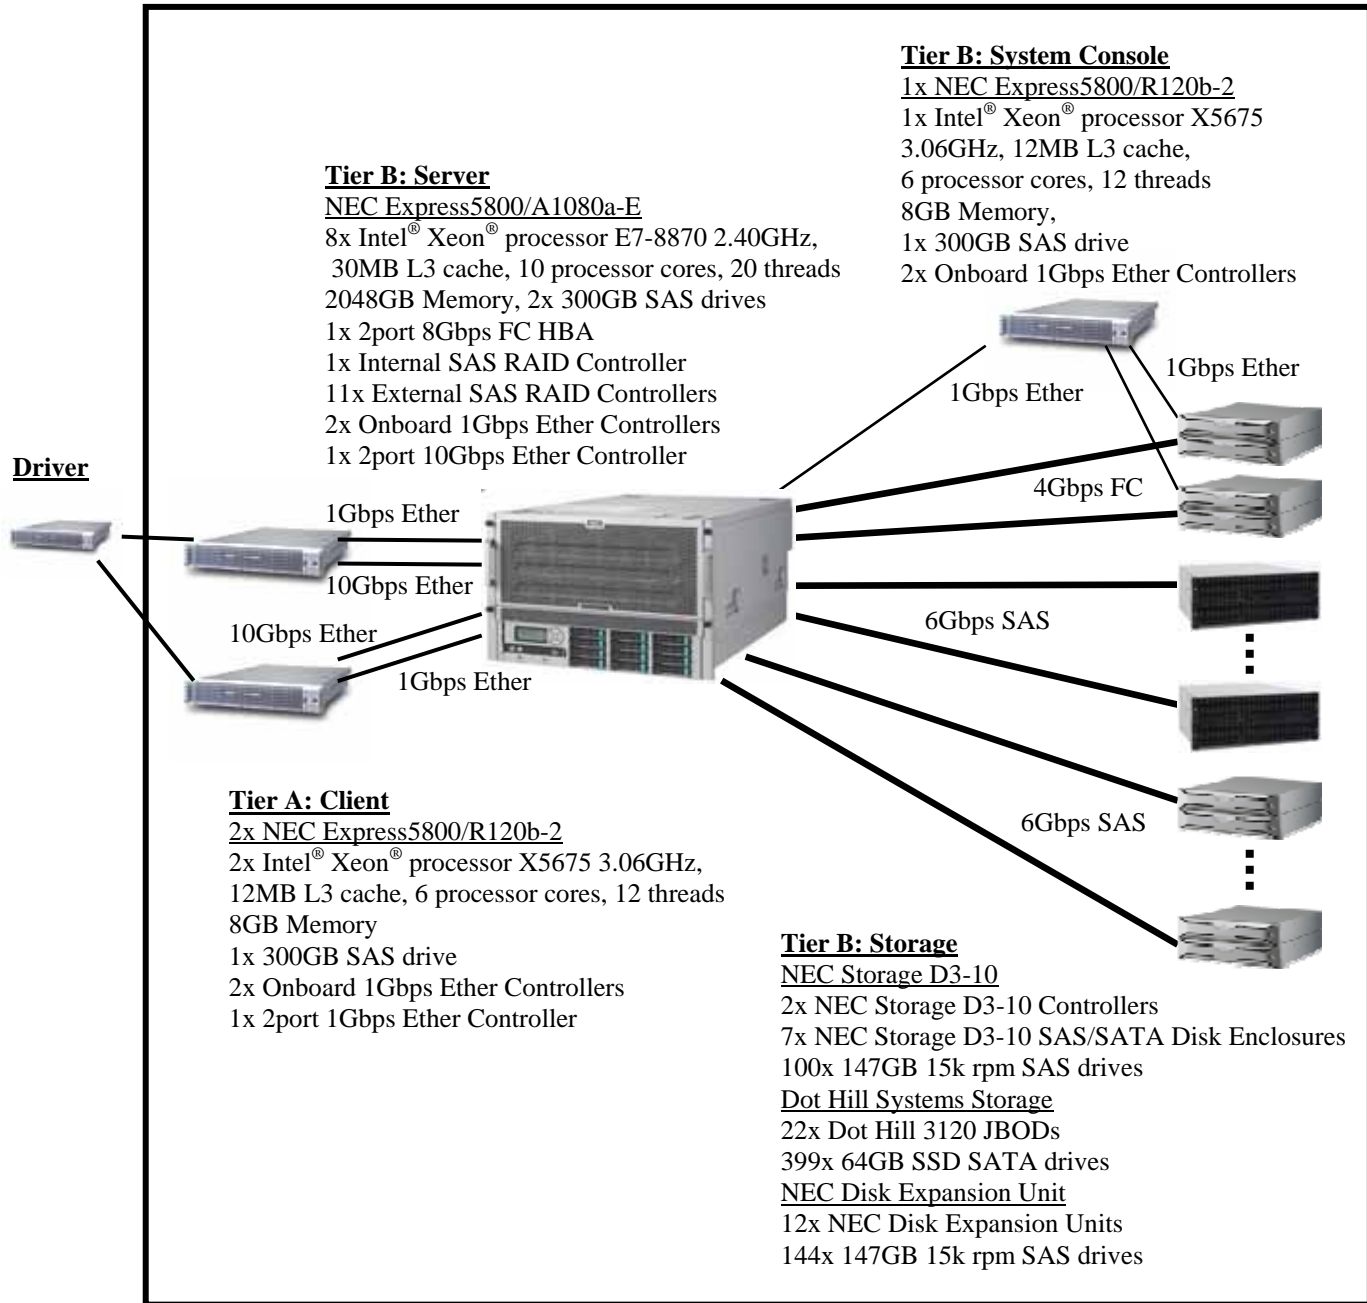 Tier B: System Console
1x NEC Express5800/R120b-2
1x Intel® Xeon® processor X5675
3.06GHz, 12MB L3 cache,
6 processor cores, 12 threads
8GB Memory,
1x 300GB SAS drive
2x Onboard 1Gbps Ether Controllers
Tier B: Server
NEC Express5800/A1080a-E
8x Intel® Xeon® processor E7-8870 2.40GHz,
30MB L3 cache, 10 processor cores, 20 threads
2048GB Memory, 2x 300GB SAS drives
1x 2port 8Gbps FC HBA
1x Internal SAS RAID Controller
11x External SAS RAID Controllers
2x Onboard 1Gbps Ether Controllers
1x 2port 10Gbps Ether Controller
1Gbps Ether
1Gbps Ether
Driver
4Gbps FC
1Gbps Ether
10Gbps Ether
6Gbps SAS
10Gbps Ether
1Gbps Ether
6Gbps SAS
Tier A: Client
2x NEC Express5800/R120b-2
2x Intel® Xeon® processor X5675 3.06GHz,
12MB L3 cache, 6 processor cores, 12 threads
8GB Memory
1x 300GB SAS drive
2x Onboard 1Gbps Ether Controllers
1x 2port 1Gbps Ether Controller
Tier B: Storage
NEC Storage D3-10
2x NEC Storage D3-10 Controllers
7x NEC Storage D3-10 SAS/SATA Disk Enclosures
100x 147GB 15k rpm SAS drives
Dot Hill Systems Storage
22x Dot Hill 3120 JBODs
399x 64GB SSD SATA drives
NEC Disk Expansion Unit
12x NEC Disk Expansion Units
144x 147GB 15k rpm SAS drives